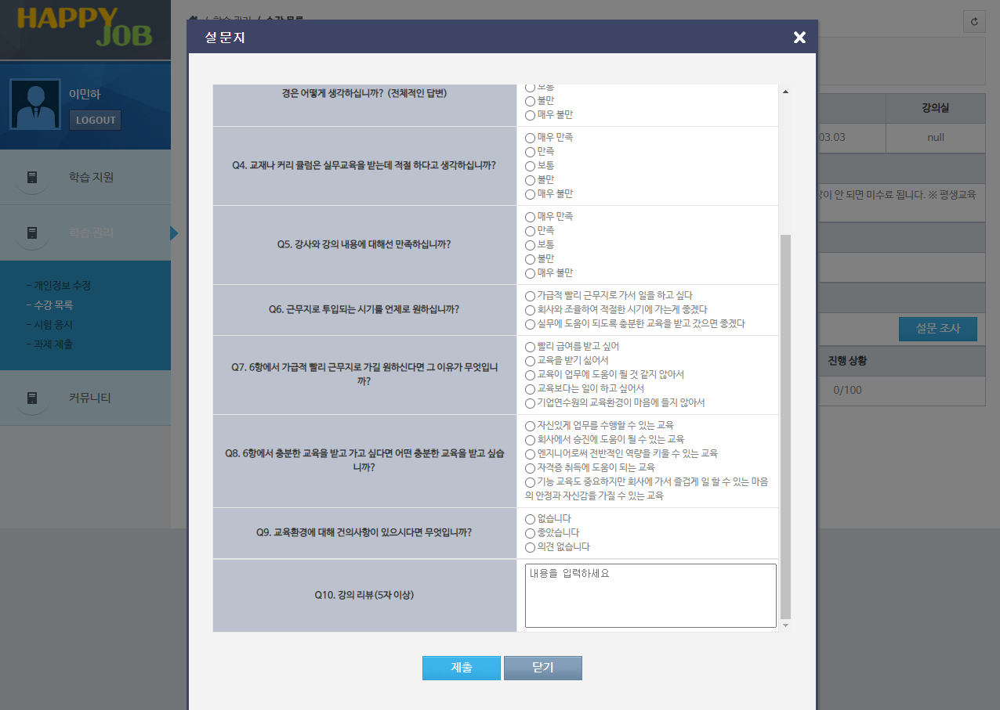 HAPPY
JOB
이민하
LOGOUT
학습 지원
학습 관리
- 개인정보 수정
- 수강 목록
- 시험 응시
- 과제 제출
커뮤니티
/ 학습 관리 / 수강 목록
설문지
경은 어떻게 생각하십니까? (전체적인 답변)
보통
불만
매우 불만
Q4. 교재나 커리 큘럼은 실무교육을 받는데 적절 하다고 생각하십니까?
매우 만족
만족
보통
불만
매우 불만
Q5. 강사와 강의 내용에 대해선 만족하십니까?
매우 만족
만족
보통
불만
매우 불만
Q6. 근무지로 투입되는 시기를 언제로 원하십니까?
가급적 빨리 근무지로 가서 일을 하고 싶다
회사와 조율하여 적절한 시기에 가는게 좋겠다
실무에 도움이 되도록 충분한 교육을 받고 갔으면 좋겠다
Q7. 6항에서 가급적 빨리 근무지로 가길 원하신다면 그 이유가 무엇입니
까?
빨리 급여를 받고 싶어
교육을 받기 싫어서
교육이 업무에 도움이 될 것 같지 않아서
교육보다는 일이 하고 싶어서
기업연수원의 교육환경이 마음에 들지 않아서
Q8. 6항에서 충분한 교육을 받고 가고 싶다면 어떤 충분한 교육을 받고 싶습
니까?
자신있게 업무를 수행할 수 있는 교육
회사에서 승진에 도움이 될 수 있는 교육
엔지니어로써 전반적인 역량을 키울 수 있는 교육
자격증 취득에 도움이 되는 교육
기능 교육도 중요하지만 회사에 가서 즐겁게 일 할 수 있는 마음
의 안정과 자신감을 가질 수 있는 교육
Q9. 교육환경에 대해 건의사항이 있으시다면 무엇입니까?
없습니다
좋았습니다
의견 없습니다
Q10. 강의 리뷰(5자 이상)
내용을 입력하세요
제출
닫기
강의실
03.03
null
이 안 되면 미수료 됩니다. ※ 평생교육
설문 조사
진행 상황
0/100